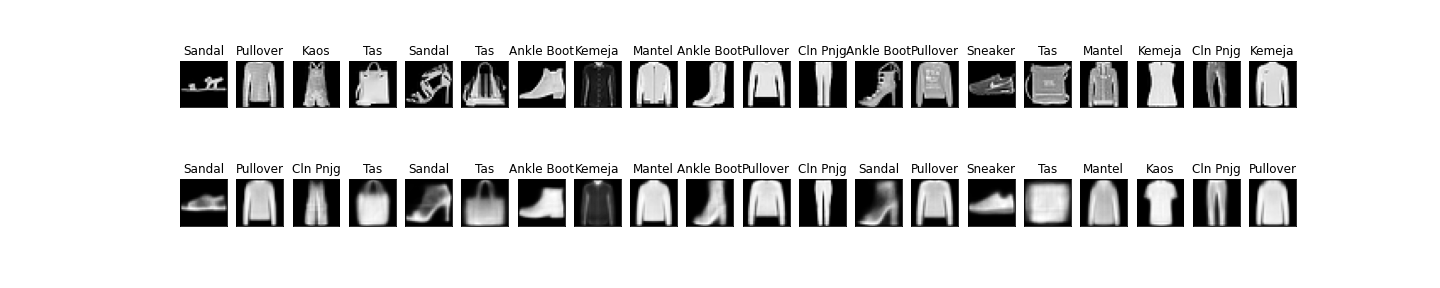 Sandal Pullover Kaos Tas Sandal Tas Ankle Boot Kemeja Mantel Ankle Boot Pullover Cln Pnjg Ankle Boot Pullover Sneaker Tas Mantel Kemeja Cln Pnjg Kemeja
Sandal Pullover Cln Pnjg Tas Sandal Tas Ankle Boot Kemeja Mantel Ankle Boot Pullover Cln Pnjg Sandal Pullover Sneaker Tas Mantel Kaos Cln Pnjg Pullover